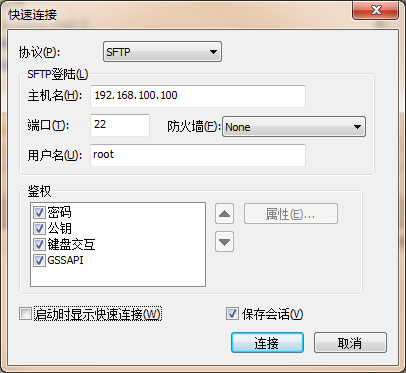 快速连接
协议(P): SFTP
SFTP登陆(L)
主机名(H): 192.168.100.100
端口(T): 22 防火墙(F): None
用户名(U): root
鉴权
密码
公钥
属性(E)...
键盘交互
GSSAPI
启动时显示快速连接(W) 保存会话(V)
连接 取消